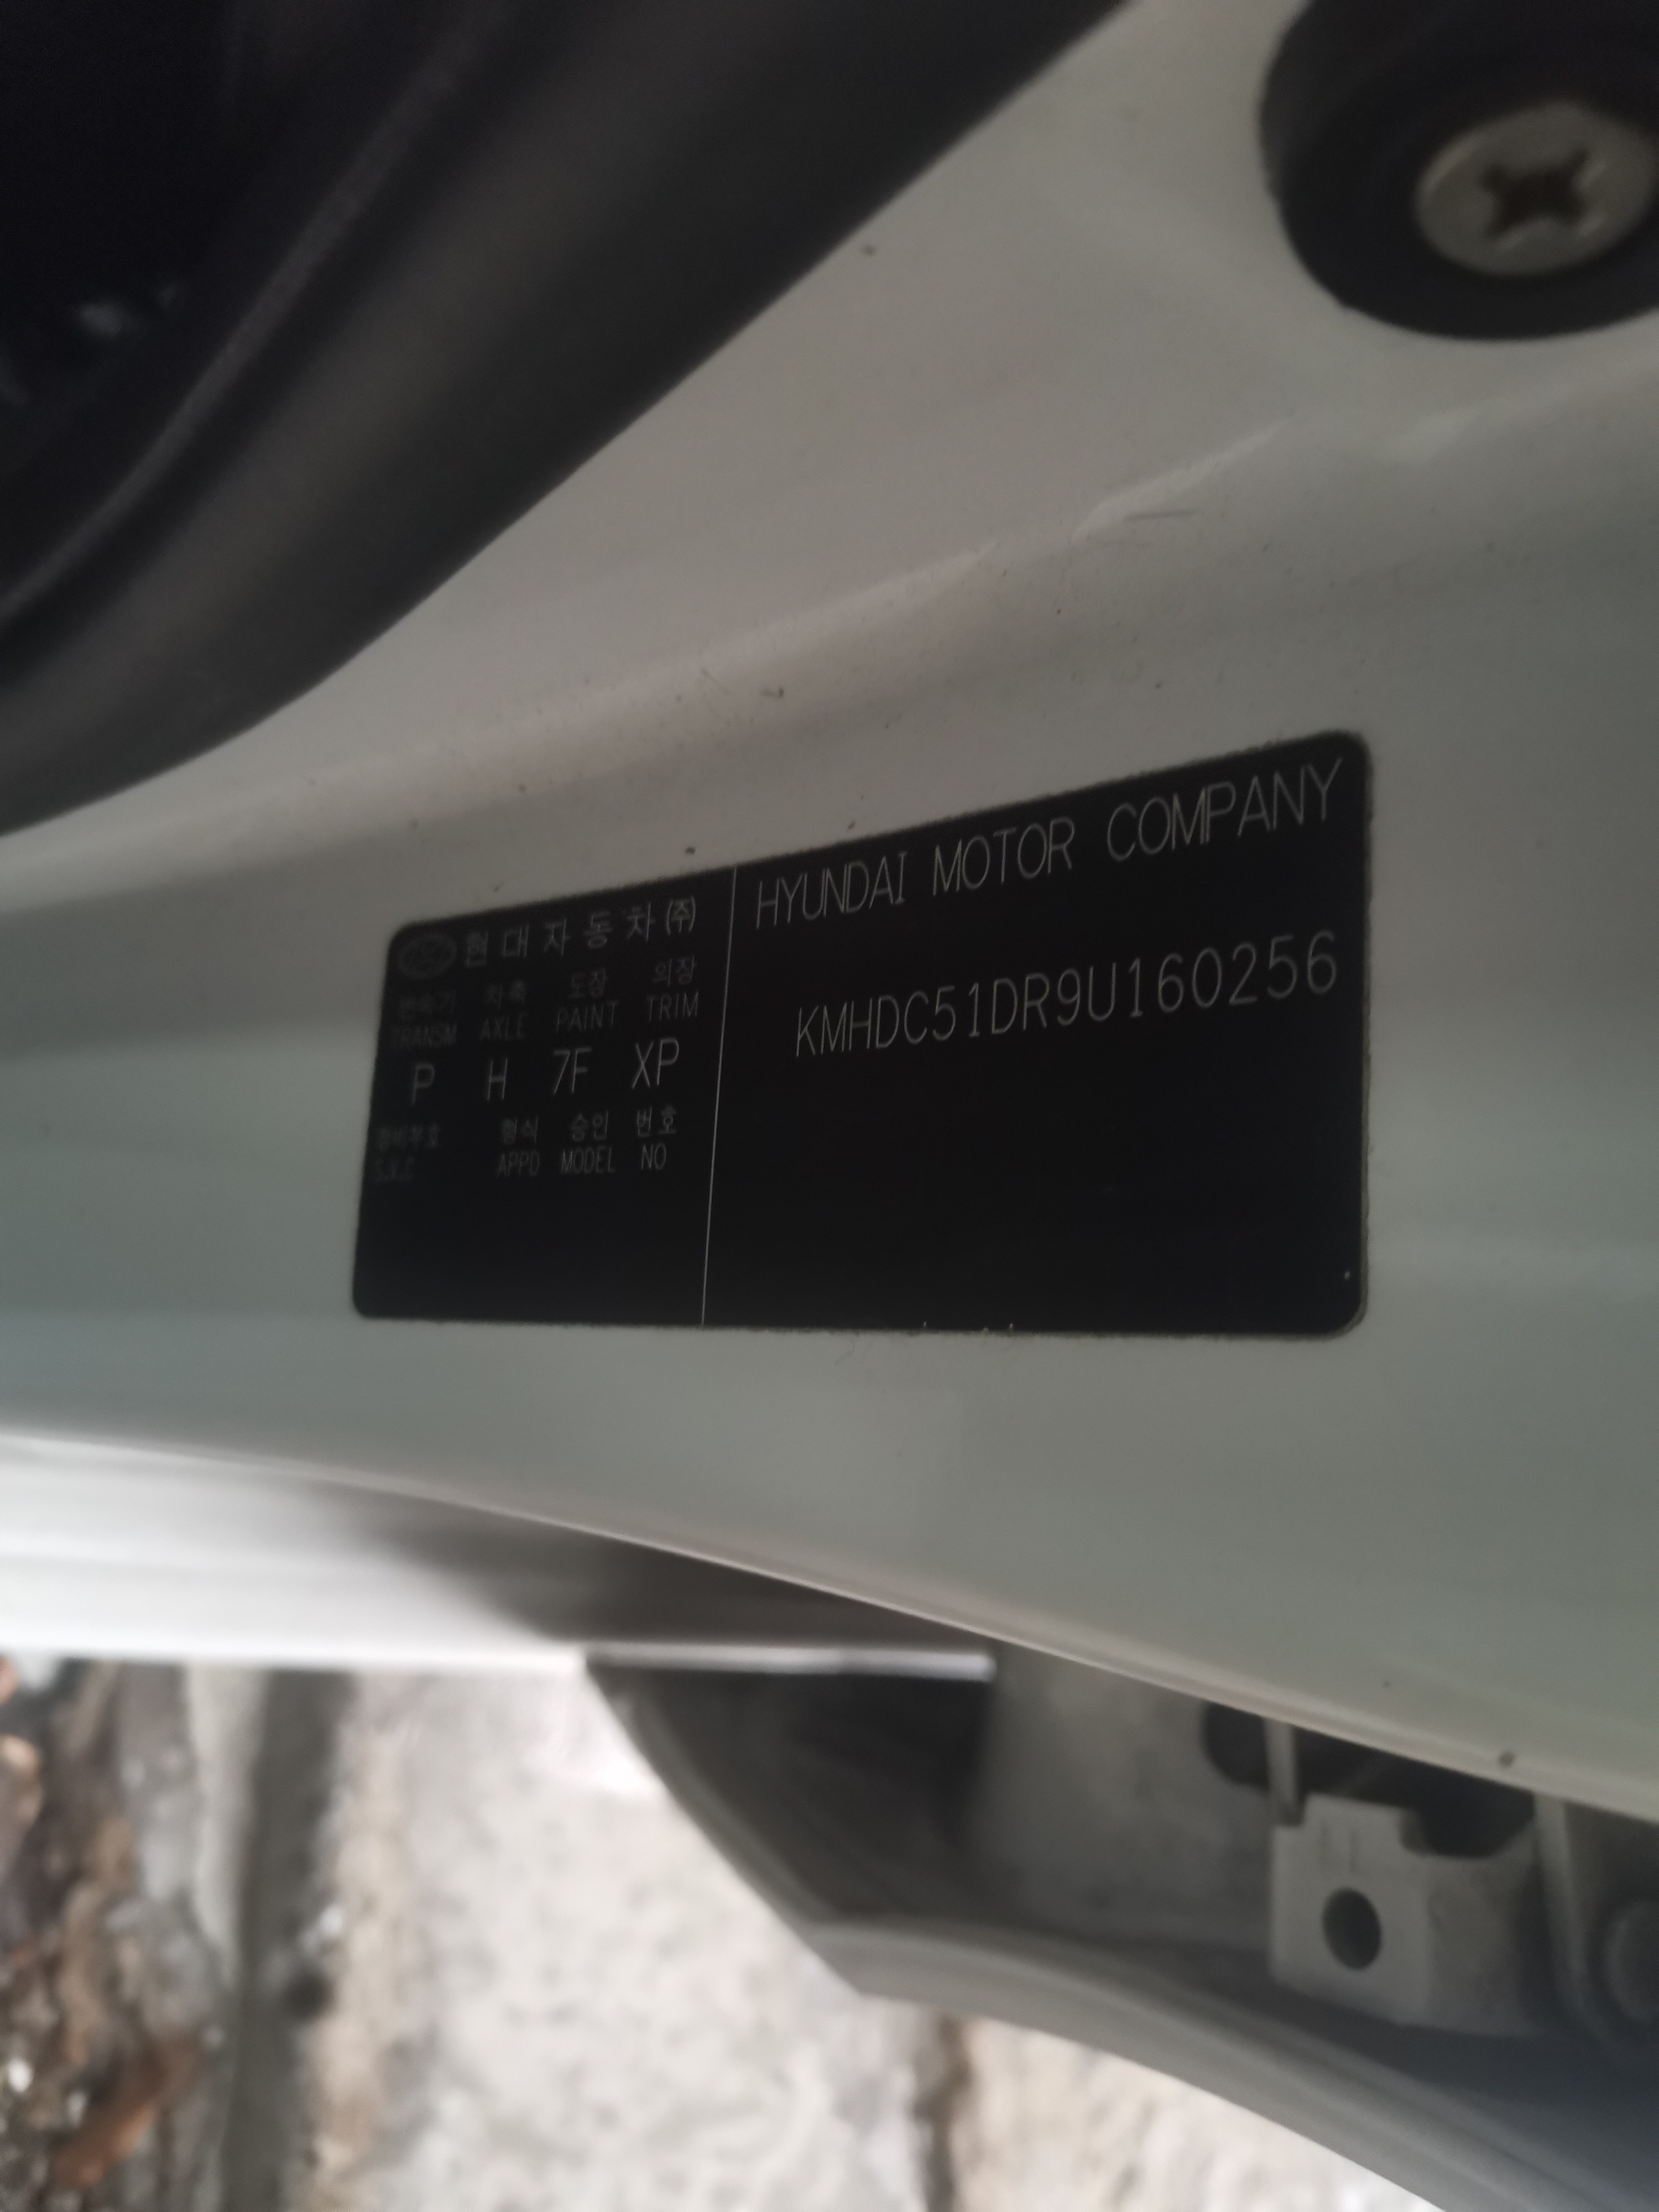 현대자동차㈜
변속기 차축 도장 의장
TRANSM AXLE PAINT TRIM
P H 7F XP
형식 승인 번호
APPD MODEL NO
HYUNDAI MOTOR COMPANY
KMHDC51DR9U160256